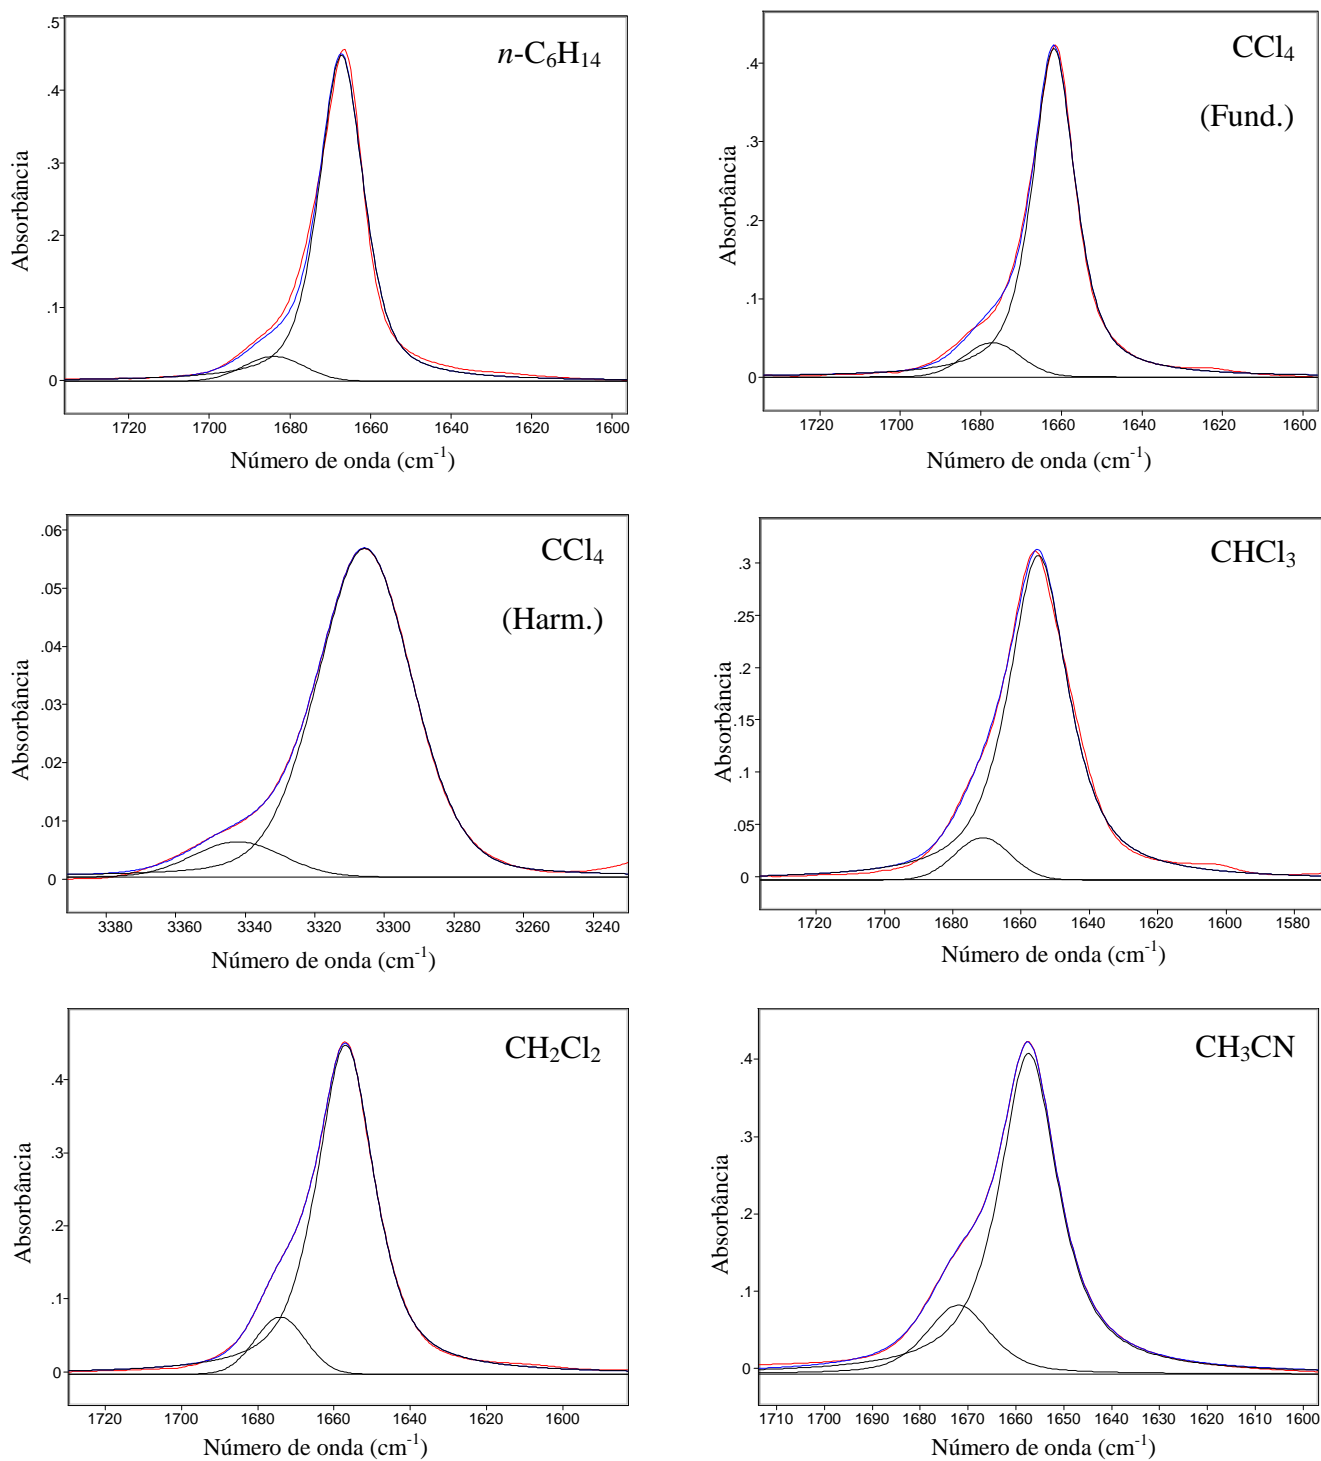 n-C6H14
.5
.4
.3
.2
.1
0
Absorbância
1720 1700 1680 1660 1640 1620 1600
Número de onda (cm-1)
CCl4
(Fund.)
.4
.3
.2
.1
0
Absorbância
1720 1700 1680 1660 1640 1620 1600
Número de onda (cm-1)
CCl4
(Harm.)
.06
.05
.04
.03
.02
.01
0
Absorbância
3380 3360 3340 3320 3300 3280 3260 3240
Número de onda (cm-1)
CHCl3
.3
.25
.2
.15
.1
.05
0
Absorbância
1720 1700 1680 1660 1640 1620 1600 1580
Número de onda (cm-1)
CH2Cl2
.4
.3
.2
.1
0
Absorbância
1720 1700 1680 1660 1640 1620 1600
Número de onda (cm-1)
CH3CN
.4
.3
.2
.1
0
Absorbância
1710 1700 1690 1680 1670 1660 1650 1640 1630 1620 1610 1600
Número de onda (cm-1)